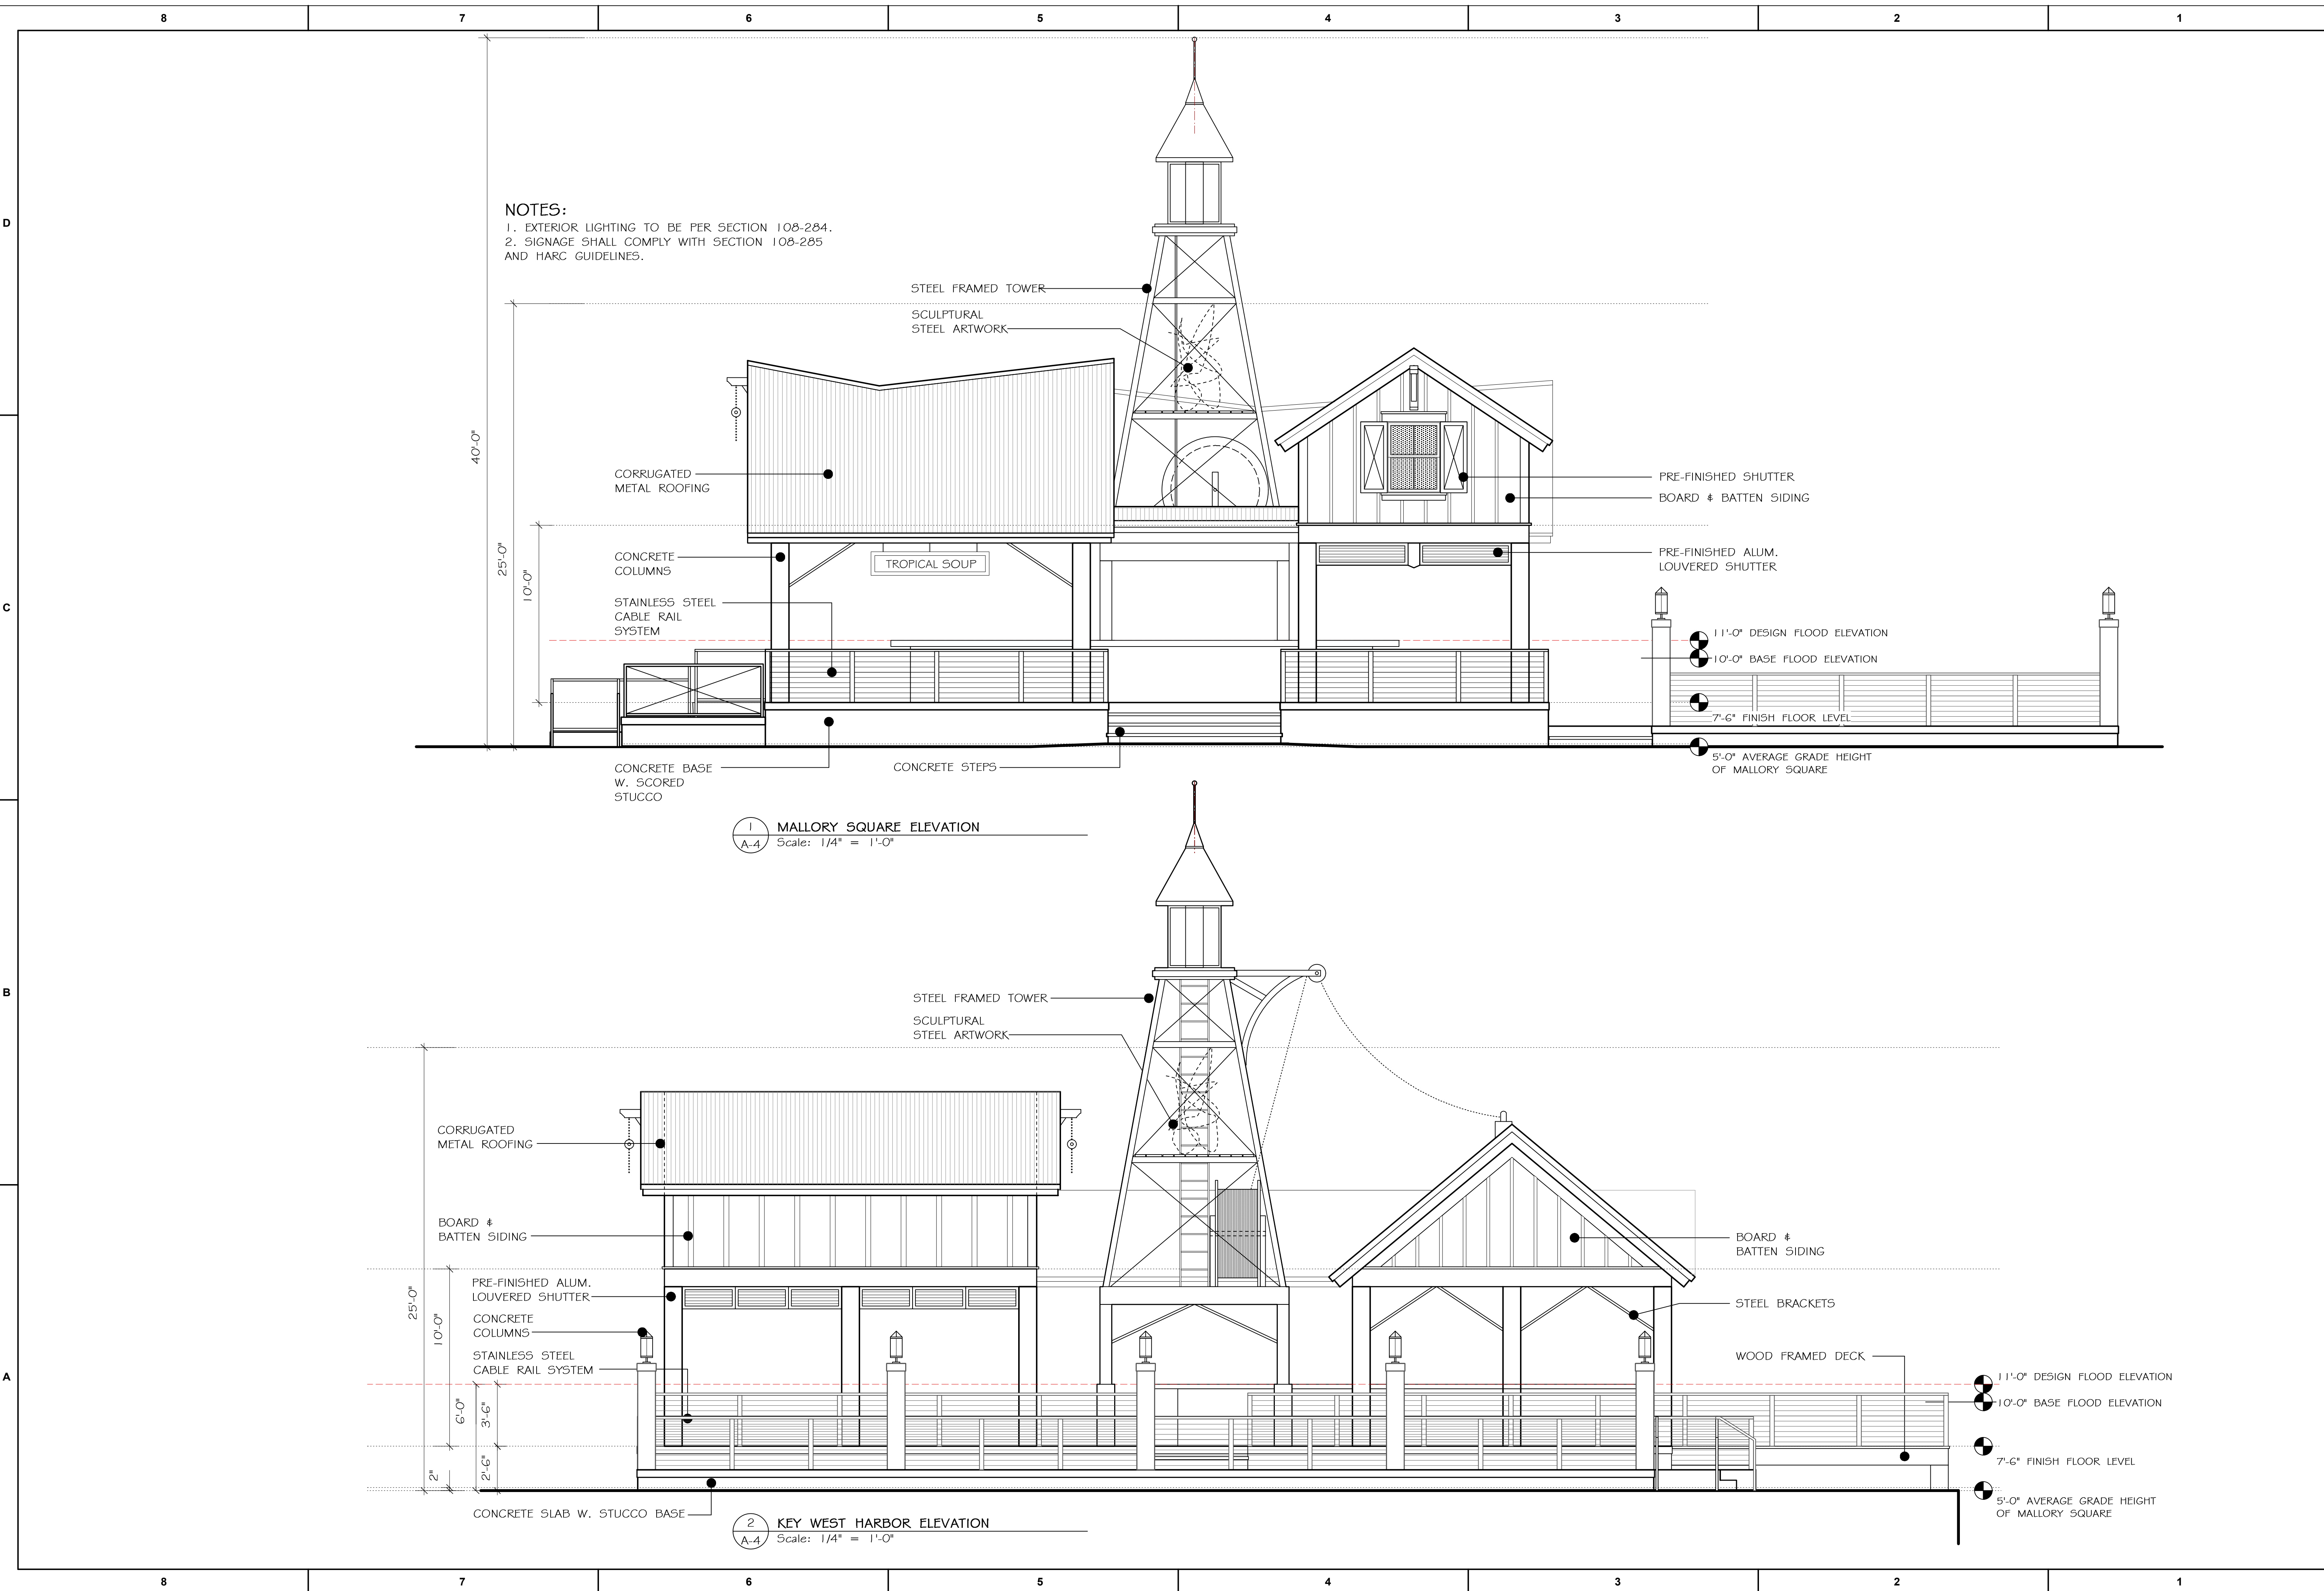 8 7 6 5 4 3 2 1
D
C
B
A
NOTES:
1. EXTERIOR LIGHTING TO BE PER SECTION 108-284.
2. SIGNAGE SHALL COMPLY WITH SECTION 108-285
AND HARC GUIDELINES.
STEEL FRAMED TOWER
SCULPTURAL
STEEL ARTWORK
40'-0"
25'-0"
10'-0"
CORRUGATED
METAL ROOFING
CONCRETE
COLUMNS
STAINLESS STEEL
CABLE RAIL
SYSTEM
TROPICAL SOUP
PRE-FINISHED SHUTTER
BOARD & BATTEN SIDING
PRE-FINISHED ALUM.
LOUVERED SHUTTER
11'-0" DESIGN FLOOD ELEVATION
10'-0" BASE FLOOD ELEVATION
7'-6" FINISH FLOOR LEVEL
5'-0" AVERAGE GRADE HEIGHT
OF MALLORY SQUARE
CONCRETE BASE
W. SCORED
STUCCO
CONCRETE STEPS
1
A-4
MALLORY SQUARE ELEVATION
Scale: 1/4" = 1'-0"
STEEL FRAMED TOWER
SCULPTURAL
STEEL ARTWORK
CORRUGATED
METAL ROOFING
BOARD &
BATTEN SIDING
PRE-FINISHED ALUM.
LOUVERED SHUTTER
CONCRETE
COLUMNS
STAINLESS STEEL
CABLE RAIL SYSTEM
25'-0"
10'-0"
6'-0"
3'-6"
2'-6"
2"
BOARD &
BATTEN SIDING
STEEL BRACKETS
WOOD FRAMED DECK
11'-0" DESIGN FLOOD ELEVATION
10'-0" BASE FLOOD ELEVATION
7'-6" FINISH FLOOR LEVEL
5'-0" AVERAGE GRADE HEIGHT
OF MALLORY SQUARE
CONCRETE SLAB W. STUCCO BASE
2
A-4
KEY WEST HARBOR ELEVATION
Scale: 1/4" = 1'-0"
8 7 6 5 4 3 2 1